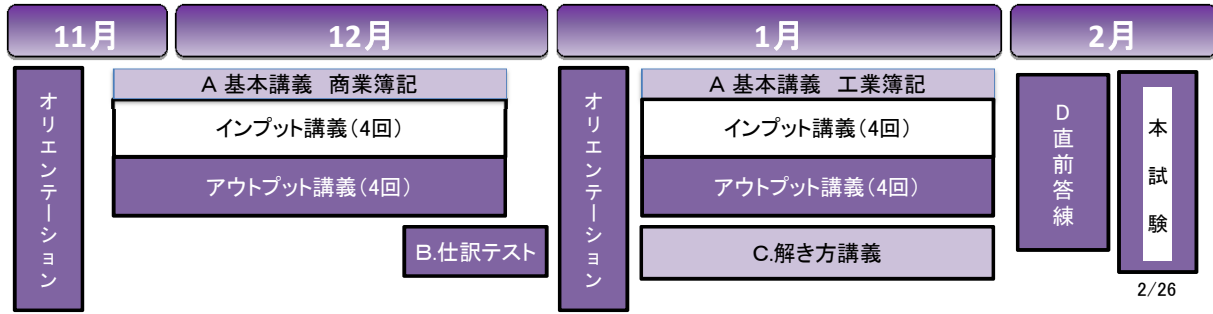 11月
12月
1月
2月
オリエンテーション
A 基本講義　商業簿記
インプット講義（4回）
アウトプット講義（4回）
B.仕訳テスト
オリエンテーション
A 基本講義　工業簿記
インプット講義（4回）
アウトプット講義（4回）
C.解き方講義
D直前答練
本試験
2/26